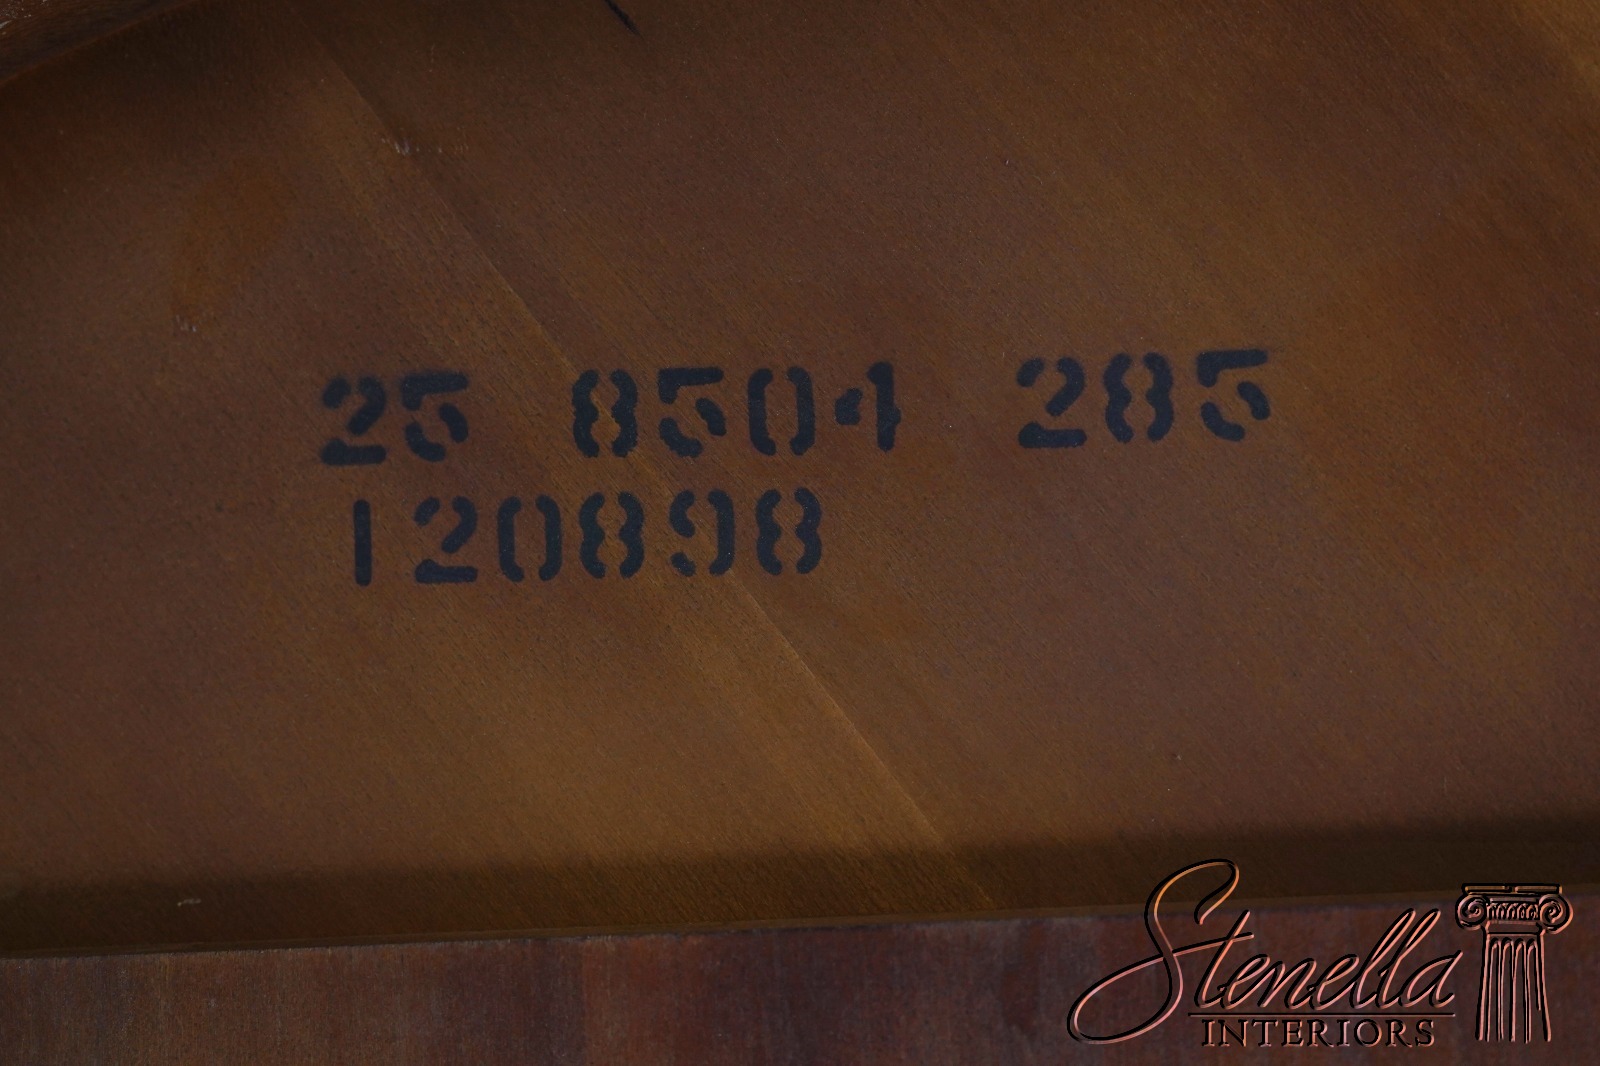 25 8504 285
120898
Stenella
INTERIORS